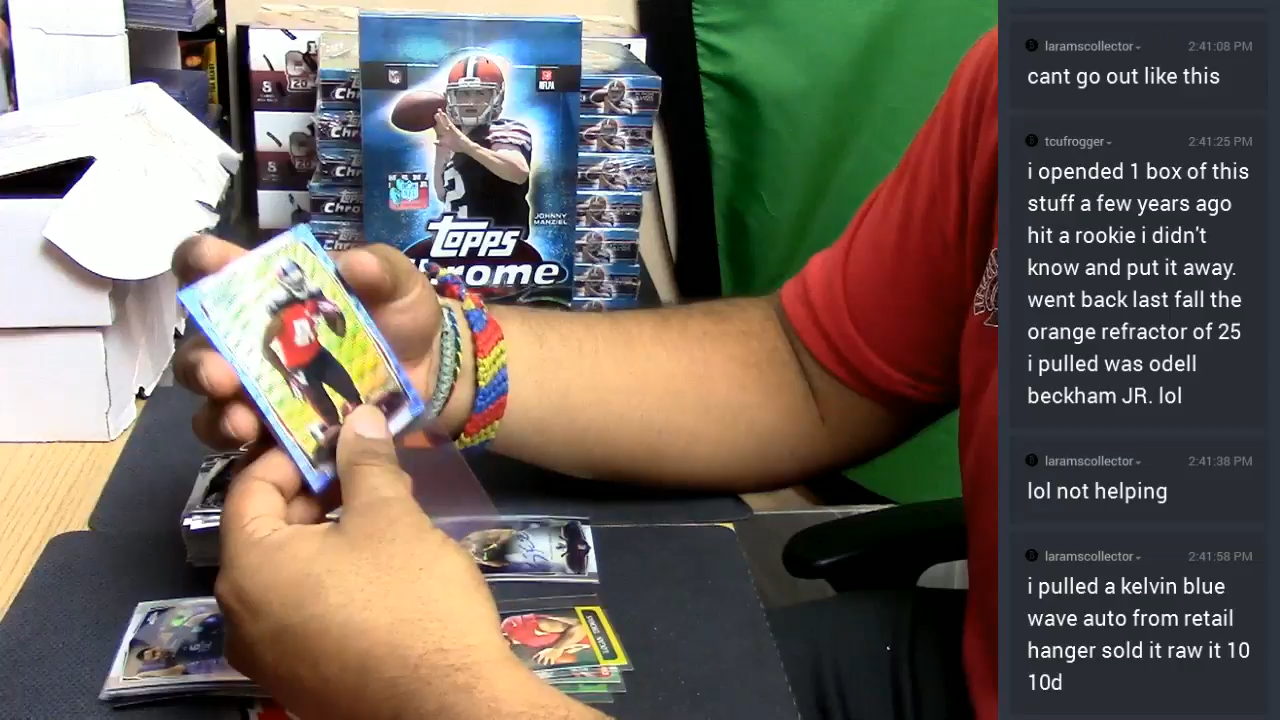 laramscollector
2:41:08 PM
cant go out like this
tcufrogger
2:41:25 PM
i opended 1 box of this
stuff a few years ago
hit a rookie i didn't
know and put it away.
went back last fall the
orange refractor of 25
i pulled was odell
beckham JR. lol
laramscollector
2:41:38 PM
lol not helping
laramscollector
2:41:58 PM
i pulled a kelvin blue
wave auto from retail
hanger sold it raw it 10
10d
NFL
NFLPA
JOHNNY
MANZIEL
TOPPS
Chrome